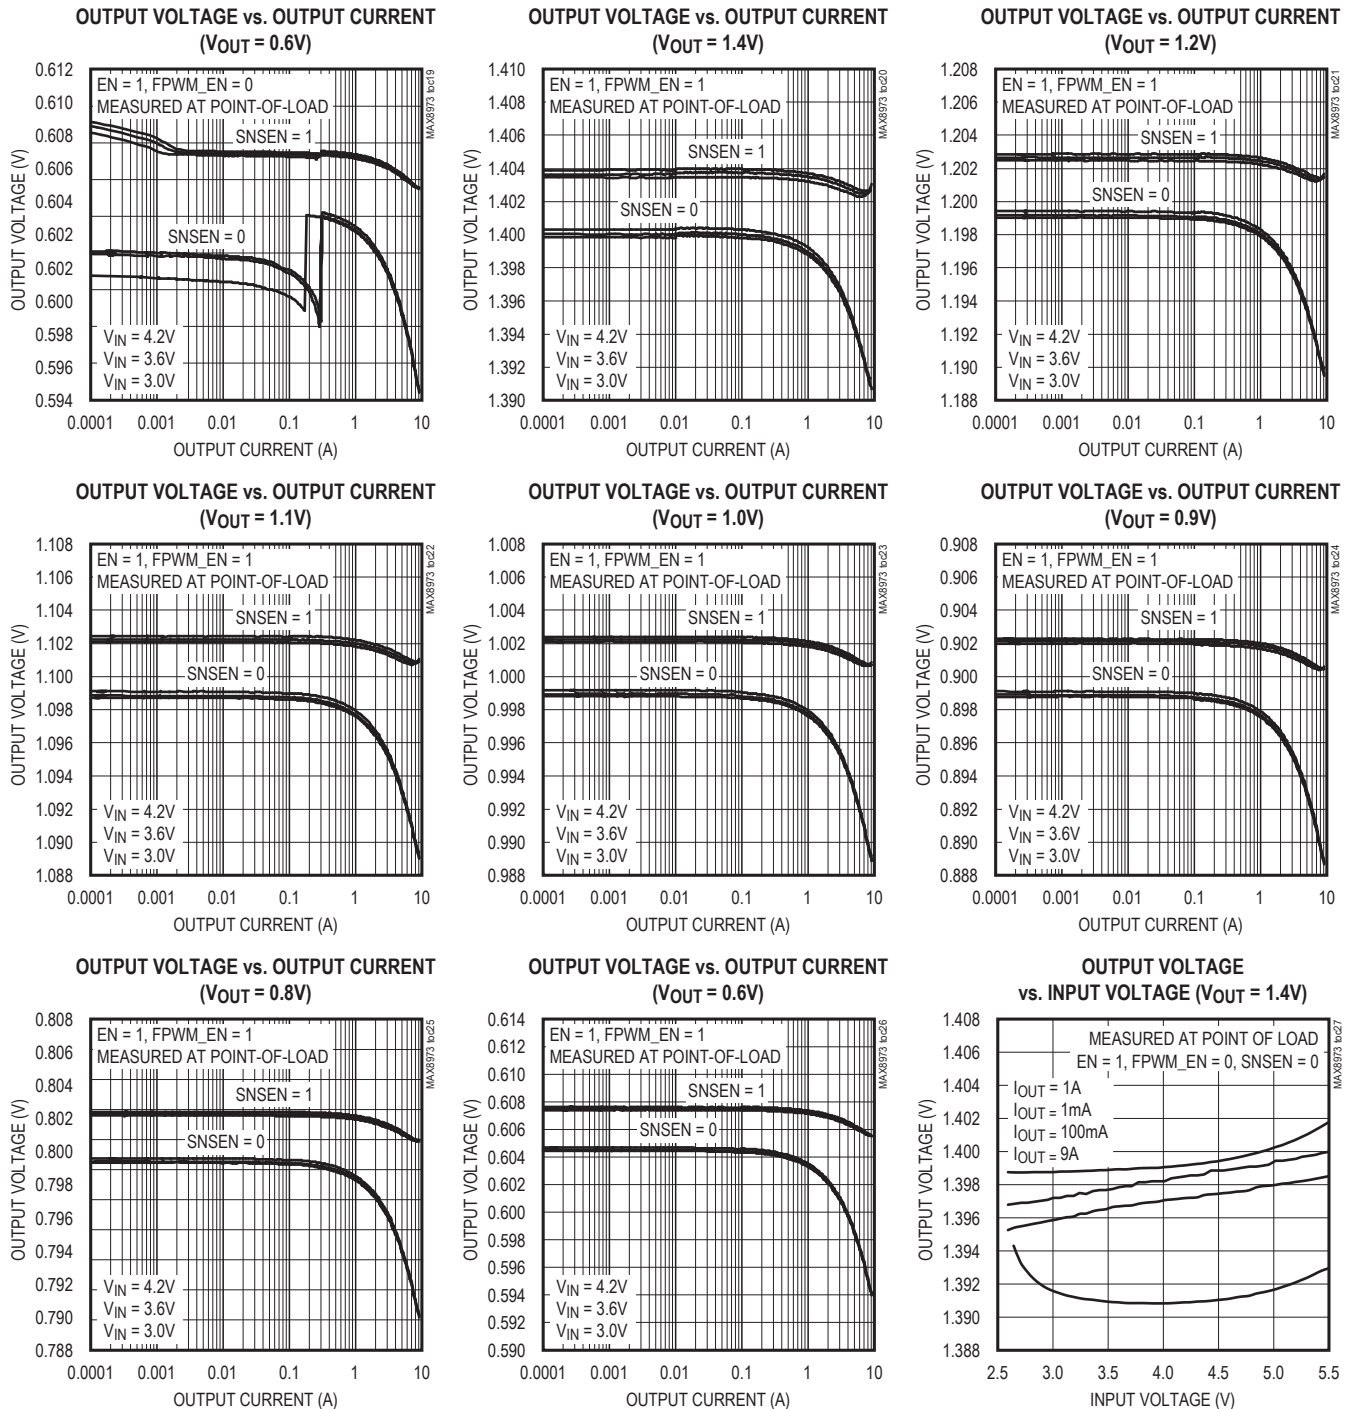 OUTPUT VOLTAGE vs. OUTPUT CURRENT
(VOUT = 0.6V)
0.612
0.610
0.608
0.606
0.604
0.602
0.602
0.600
0.598
0.596
0.594
OUTPUT VOLTAGE (V)
EN = 1, FPWM_EN = 0
MEASURED AT POINT-OF-LOAD
SNSEN = 1
SNSEN = 0
VIN = 4.2V
VIN = 3.6V
VIN = 3.0V
MAX8973 toc19
0.0001 0.001 0.01 0.1 1 10
OUTPUT CURRENT (A)
OUTPUT VOLTAGE vs. OUTPUT CURRENT
(VOUT = 1.4V)
1.410
1.408
1.406
1.404
1.402
1.400
1.398
1.396
1.394
1.392
1.390
OUTPUT VOLTAGE (V)
EN = 1, FPWM_EN = 1
MEASURED AT POINT-OF-LOAD
SNSEN = 1
SNSEN = 0
VIN = 4.2V
VIN = 3.6V
VIN = 3.0V
MAX8973 toc20
0.0001 0.001 0.01 0.1 1 10
OUTPUT CURRENT (A)
OUTPUT VOLTAGE vs. OUTPUT CURRENT
(VOUT = 1.2V)
1.208
1.206
1.204
1.202
1.200
1.198
1.196
1.194
1.192
1.190
1.188
OUTPUT VOLTAGE (V)
EN = 1, FPWM_EN = 1
MEASURED AT POINT-OF-LOAD
SNSEN = 1
SNSEN = 0
VIN = 4.2V
VIN = 3.6V
VIN = 3.0V
MAX8973 toc21
0.0001 0.001 0.01 0.1 1 10
OUTPUT CURRENT (A)
OUTPUT VOLTAGE vs. OUTPUT CURRENT
(VOUT = 1.1V)
1.108
1.106
1.104
1.102
1.100
1.098
1.096
1.094
1.092
1.090
1.088
OUTPUT VOLTAGE (V)
EN = 1, FPWM_EN = 1
MEASURED AT POINT-OF-LOAD
SNSEN = 1
SNSEN = 0
VIN = 4.2V
VIN = 3.6V
VIN = 3.0V
MAX8973 toc22
0.0001 0.001 0.01 0.1 1 10
OUTPUT CURRENT (A)
OUTPUT VOLTAGE vs. OUTPUT CURRENT
(VOUT = 1.0V)
1.008
1.006
1.004
1.002
1.000
0.998
0.996
0.994
0.992
0.990
0.988
OUTPUT VOLTAGE (V)
EN = 1, FPWM_EN = 1
MEASURED AT POINT-OF-LOAD
SNSEN = 1
SNSEN = 0
VIN = 4.2V
VIN = 3.6V
VIN = 3.0V
MAX8973 toc23
0.0001 0.001 0.01 0.1 1 10
OUTPUT CURRENT (A)
OUTPUT VOLTAGE vs. OUTPUT CURRENT
(VOUT = 0.9V)
0.908
0.906
0.904
0.902
0.900
0.898
0.896
0.894
0.892
0.890
0.888
OUTPUT VOLTAGE (V)
EN = 1, FPWM_EN = 1
MEASURED AT POINT-OF-LOAD
SNSEN = 1
SNSEN = 0
VIN = 4.2V
VIN = 3.6V
VIN = 3.0V
MAX8973 toc24
0.0001 0.001 0.01 0.1 1 10
OUTPUT CURRENT (A)
OUTPUT VOLTAGE vs. OUTPUT CURRENT
(VOUT = 0.8V)
0.808
0.806
0.804
0.802
0.800
0.798
0.796
0.794
0.792
0.790
0.788
OUTPUT VOLTAGE (V)
EN = 1, FPWM_EN = 1
MEASURED AT POINT-OF-LOAD
SNSEN = 1
SNSEN = 0
VIN = 4.2V
VIN = 3.6V
VIN = 3.0V
MAX8973 toc25
0.0001 0.001 0.01 0.1 1 10
OUTPUT CURRENT (A)
OUTPUT VOLTAGE vs. OUTPUT CURRENT
(VOUT = 0.6V)
0.614
0.612
0.610
0.608
0.606
0.604
0.602
0.600
0.598
0.596
0.594
0.592
0.590
OUTPUT VOLTAGE (V)
EN = 1, FPWM_EN = 1
MEASURED AT POINT-OF-LOAD
SNSEN = 1
SNSEN = 0
VIN = 4.2V
VIN = 3.6V
VIN = 3.0V
MAX8973 toc26
0.0001 0.001 0.01 0.1 1 10
OUTPUT CURRENT (A)
OUTPUT VOLTAGE
vs. INPUT VOLTAGE (VOUT = 1.4V)
1.408
1.406
1.404
1.402
1.400
1.398
1.396
1.394
1.392
1.390
1.388
OUTPUT VOLTAGE (V)
MEASURED AT POINT OF LOAD
EN = 1, FPWM_EN = 0, SNSEN = 0
IOUT = 1A
IOUT = 1mA
IOUT = 100mA
IOUT = 9A
MAX8973 toc27
2.5 3.0 3.5 4.0 4.5 5.0 5.5
INPUT VOLTAGE (V)